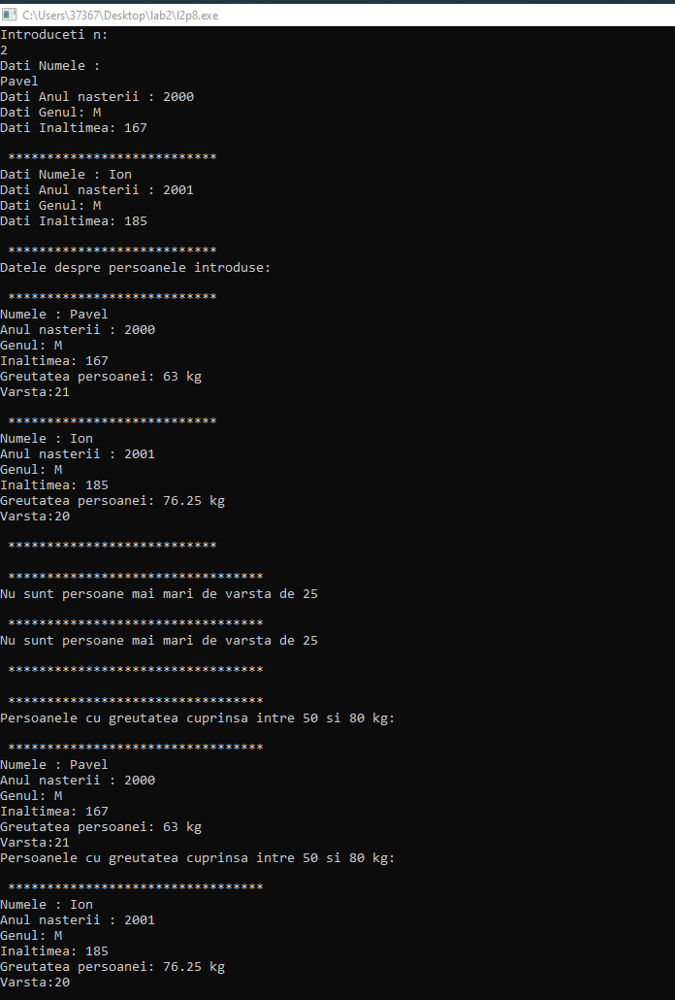 C:\Users\37367\Desktop\lab2\l2p8.exe
Introduceti n:
2
Dati Numele :
Pavel
Dati Anul nasterii : 2000
Dati Genul: M
Dati Inaltimea: 167
***************************
Dati Numele : Ion
Dati Anul nasterii : 2001
Dati Genul: M
Dati Inaltimea: 185
***************************
Datele despre persoanele introduse:
***************************
Numele : Pavel
Anul nasterii : 2000
Genul: M
Inaltimea: 167
Greutatea persoanei: 63 kg
Varsta:21
***************************
Numele : Ion
Anul nasterii : 2001
Genul: M
Inaltimea: 185
Greutatea persoanei: 76.25 kg
Varsta:20
***************************
*********************************
Nu sunt persoane mai mari de varsta de 25
*********************************
Nu sunt persoane mai mari de varsta de 25
*********************************
*********************************
Persoanele cu greutatea cuprinsa intre 50 si 80 kg:
*********************************
Numele : Pavel
Anul nasterii : 2000
Genul: M
Inaltimea: 167
Greutatea persoanei: 63 kg
Varsta:21
Persoanele cu greutatea cuprinsa intre 50 si 80 kg:
*********************************
Numele : Ion
Anul nasterii : 2001
Genul: M
Inaltimea: 185
Greutatea persoanei: 76.25 kg
Varsta:20